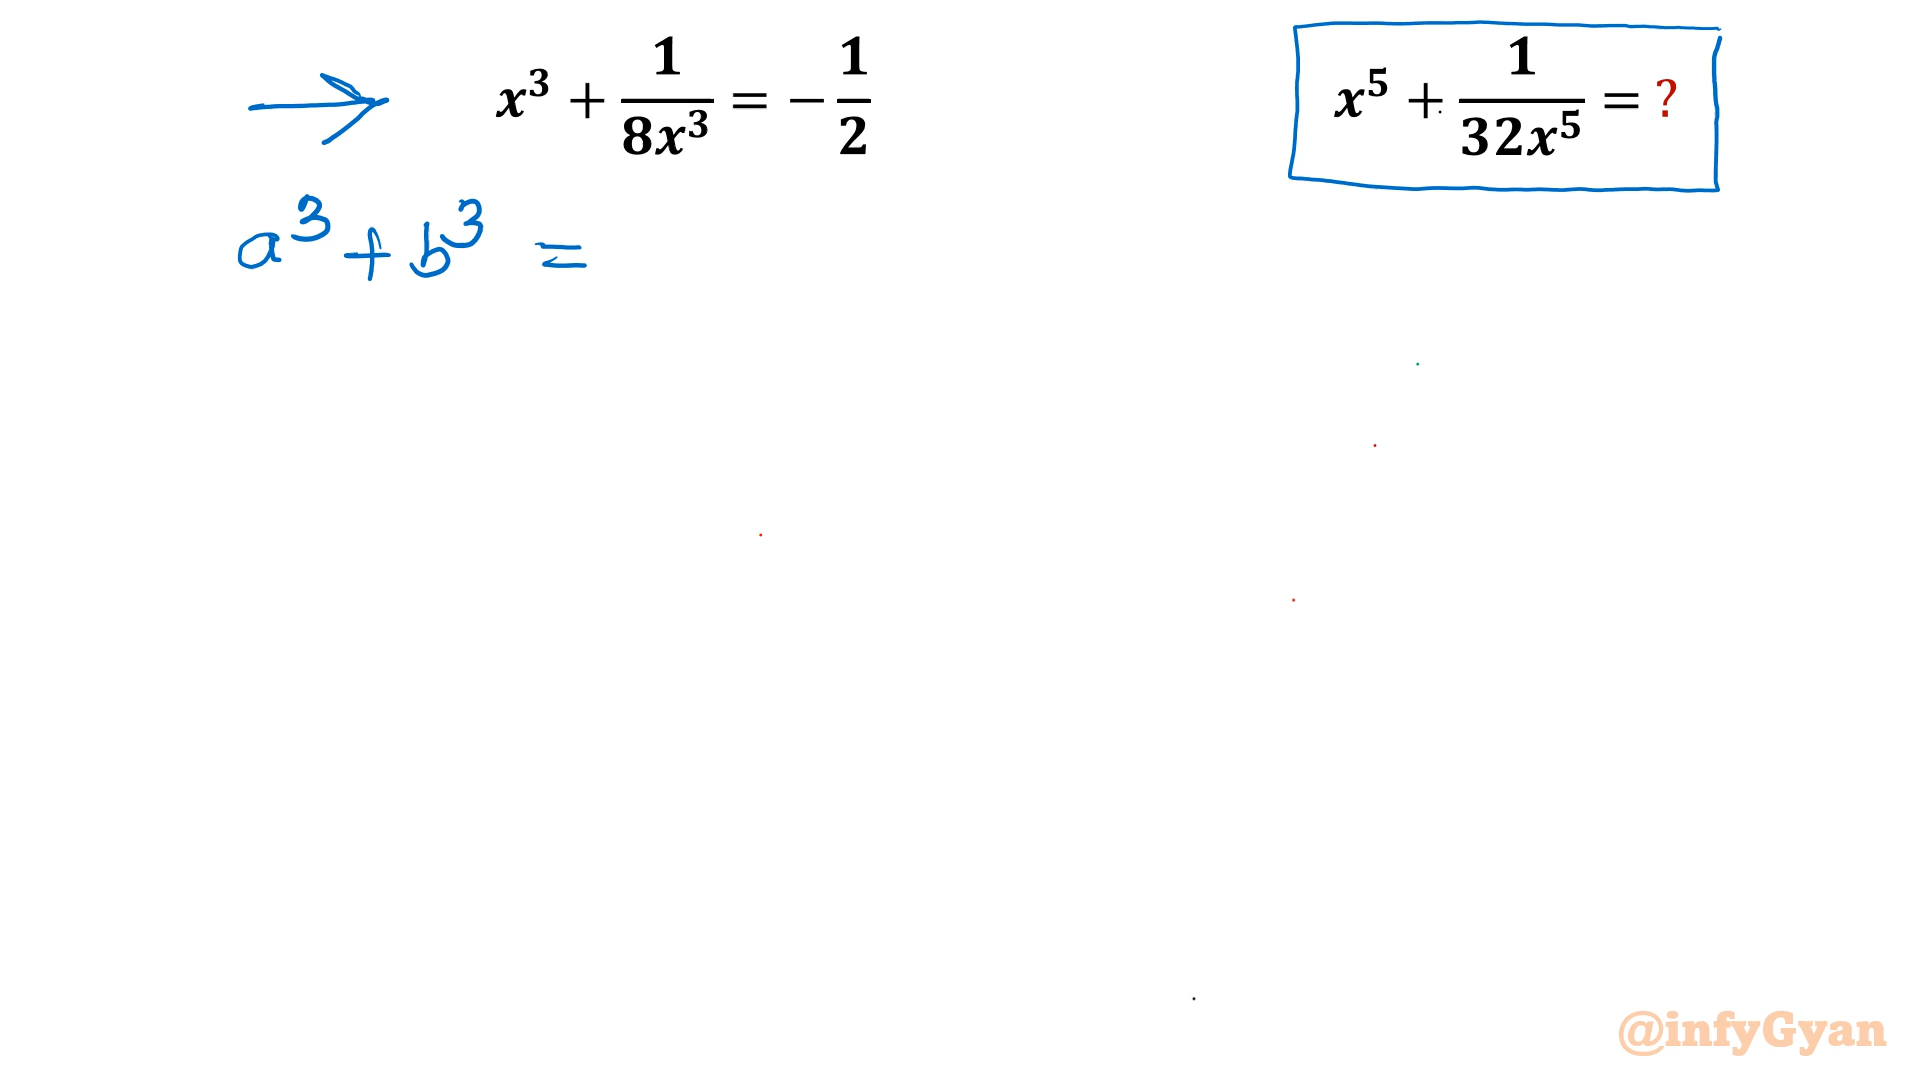 x³ + 1/(8x³) = −1/2
x⁵ + 1/(32x⁵) = ?
a³ + b³ =
@infyGyan